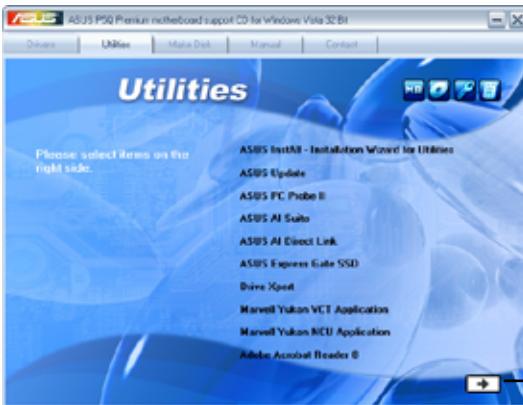 ASUS
ASUS P5Q Premium motherboard support CD for Windows Vista 32 Bit
Drivers
Utilities
Make Disk
Manual
Contact
Utilities
Please select items on the
right side.
ASUS InstAll - Installation Wizard for Utilities
ASUS Update
ASUS PC Probe II
ASUS AI Suite
ASUS AI Direct Link
ASUS Express Gate SSD
Drive Xpert
Marvell Yukon VCT Application
Marvell Yukon NCU Application
Adobe Acrobat Reader 8